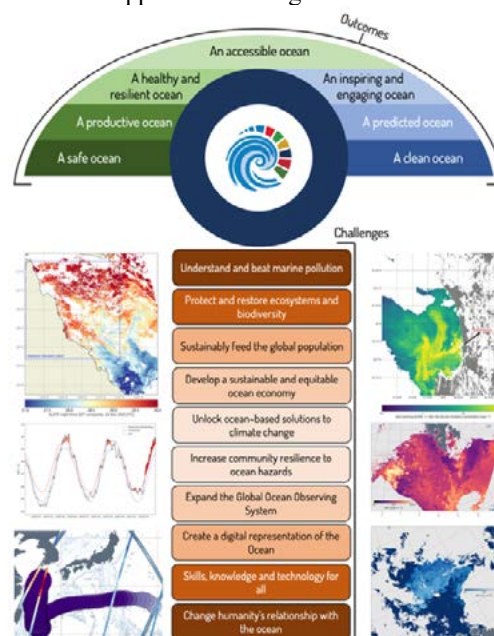 Outcomes
An accessible ocean
A healthy and
resilient ocean
An inspiring and
engaging ocean
A productive ocean
A predicted ocean
A safe ocean
A clean ocean
Challenges
Understand and beat marine pollution
Protect and restore ecosystems and
biodiversity
Sustainably feed the global population
Develop a sustainable and equitable
ocean economy
Unlock ocean-based solutions to
climate change
Increase community resilience to
ocean hazards
Expand the Global Ocean Observing
System
Create a digital representation of the
Ocean
Skills, knowledge and technology for
all
Change humanity's relationship with
the ocean